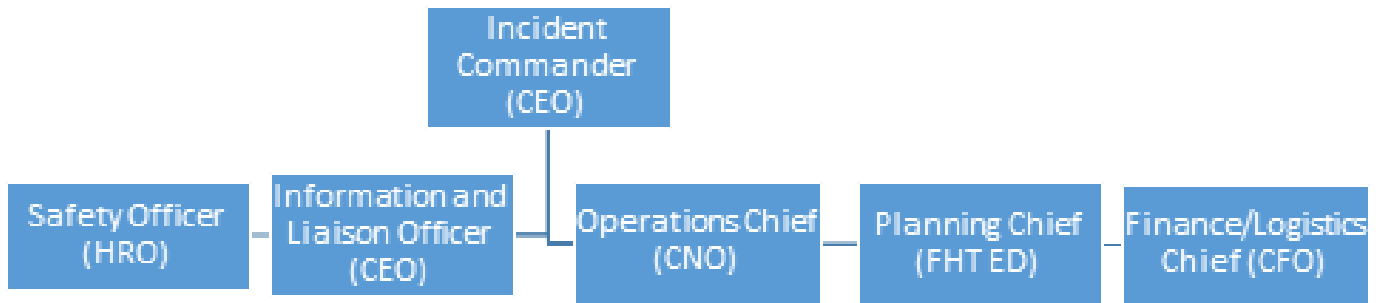 Incident
Commander
(CEO)
Safety Officer
(HRO)
Information and
Liaison Officer
(CEO)
Operations Chief
(CNO)
Planning Chief
(FHT ED)
Finance/Logistics
Chief (CFO)